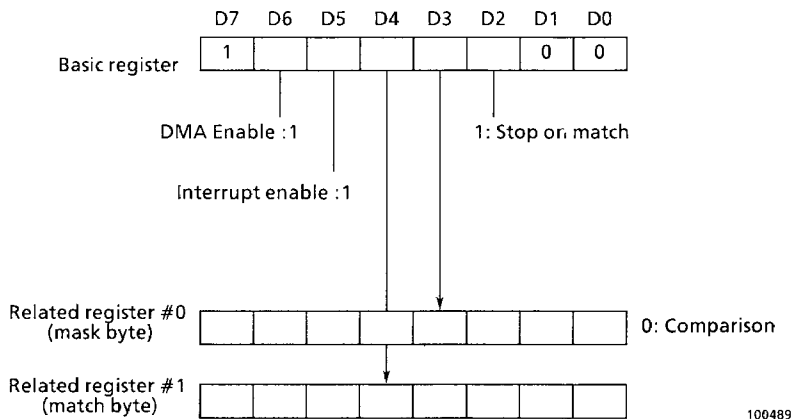 D7 D6 D5 D4 D3 D2 D1 D0
Basic register 1 0 0
DMA Enable :1 1: Stop on match
Interrupt enable :1
Related register #0
(mask byte)
0: Comparison
Related register #1
(match byte)
100489